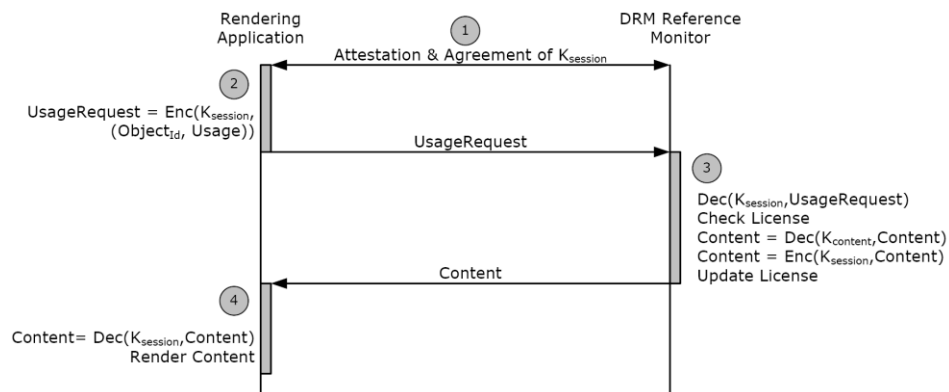 Rendering
Application
DRM Reference
Monitor
1
Attestation & Agreement of Ksession
2
UsageRequest = Enc(Ksession,
(ObjectId, Usage))
UsageRequest
3
Dec(Ksession,UsageRequest)
Check License
Content = Dec(Kcontent,Content)
Content = Enc(Ksession,Content)
Update License
Content
4
Content= Dec(Ksession,Content)
Render Content